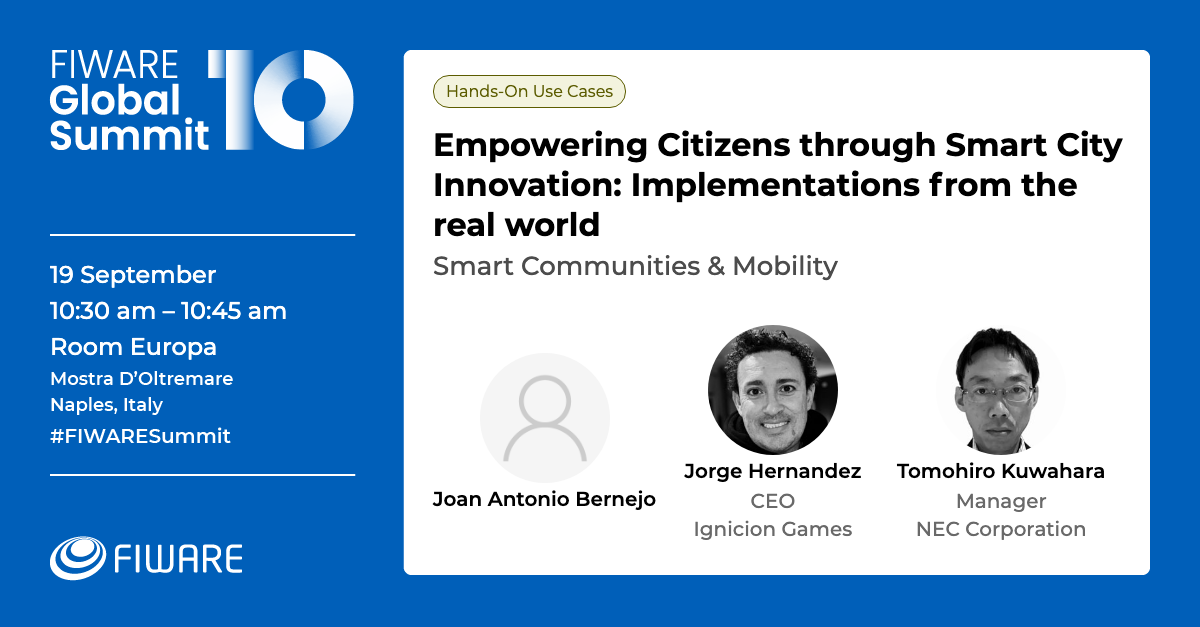 FIWARE
Global
Summit
10
19 September
10:30 am – 10:45 am
Room Europa
Mostra D’Oltremare
Naples, Italy
#FIWARESummit
FIWARE
Hands-On Use Cases
Empowering Citizens through Smart City
Innovation: Implementations from the
real world
Smart Communities & Mobility
Joan Antonio Bernejo
Jorge Hernandez
CEO
Ignicion Games
Tomohiro Kuwahara
Manager
NEC Corporation